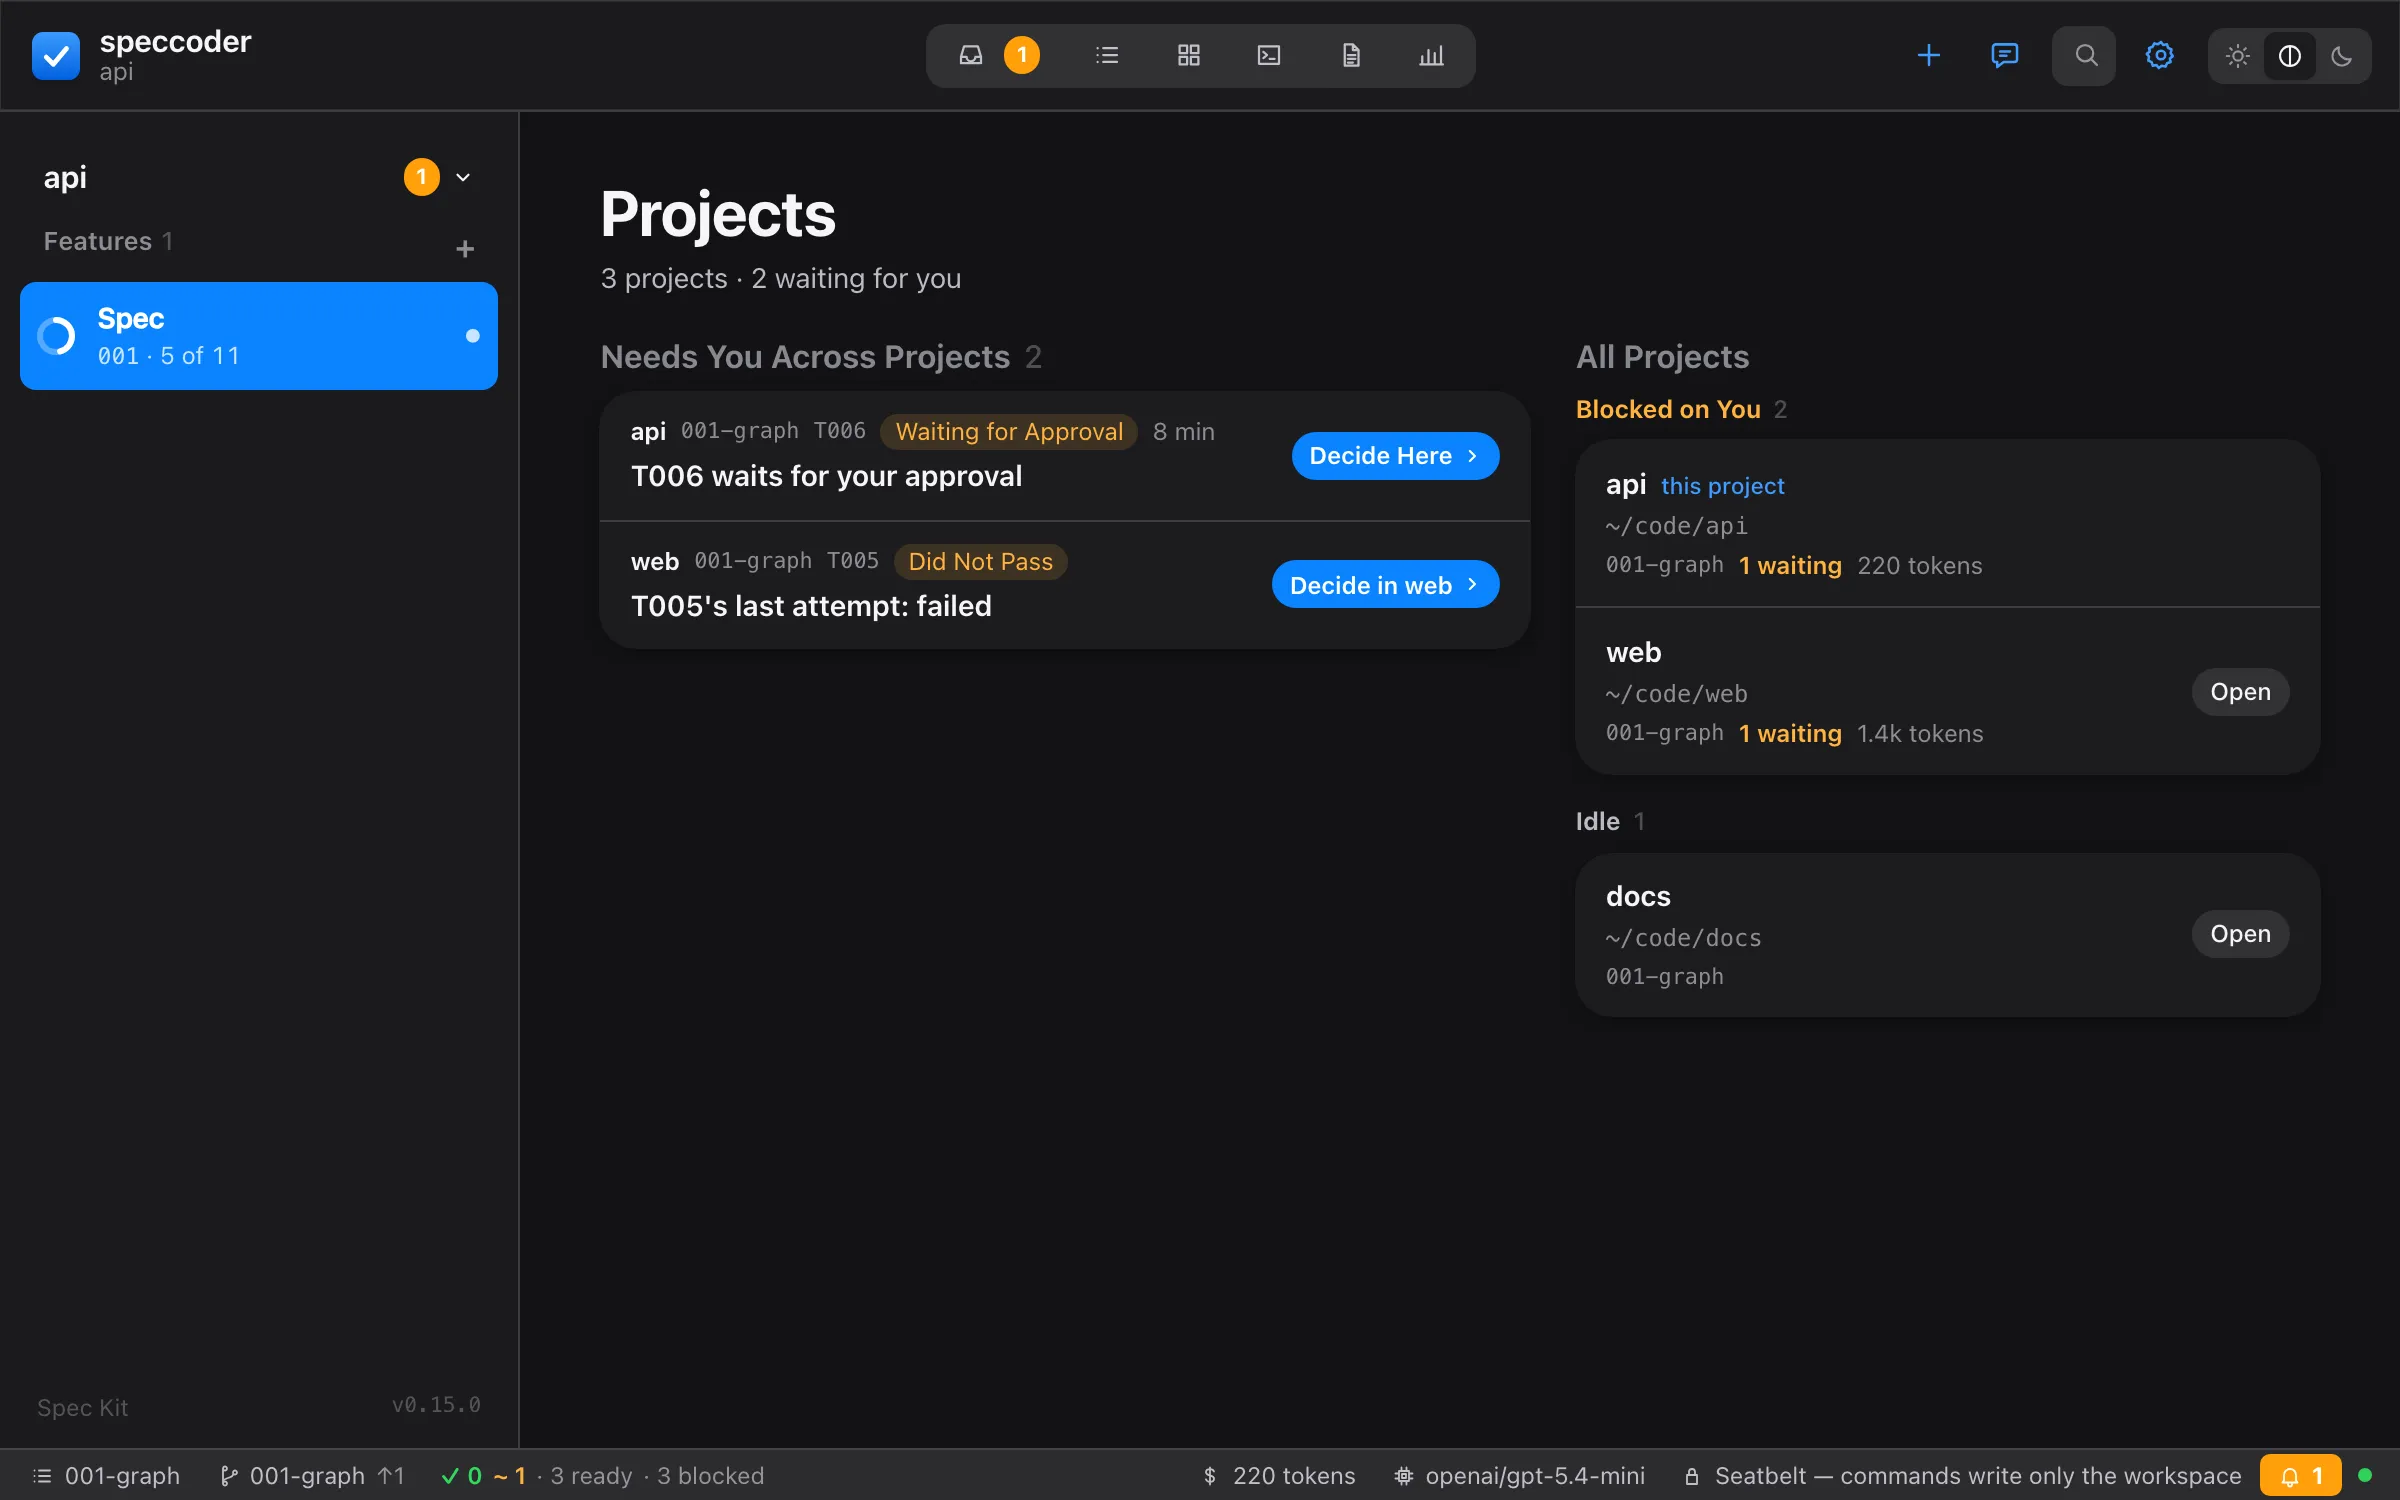 speccoder
api
1
api
1
Features 1
Spec
001 · 5 of 11
Spec Kit
v0.15.0
Projects
3 projects · 2 waiting for you
Needs You Across Projects 2
api 001-graph T006 Waiting for Approval 8 min
T006 waits for your approval
Decide Here
web 001-graph T005 Did Not Pass
T005's last attempt: failed
Decide in web
All Projects
Blocked on You 2
api this project
~/code/api
001-graph 1 waiting 220 tokens
web
~/code/web
001-graph 1 waiting 1.4k tokens
Open
Idle 1
docs
~/code/docs
001-graph
Open
001-graph 001-graph ↑1 ✓ 0 ~ 1 · 3 ready · 3 blocked
$ 220 tokens openai/gpt-5.4-mini Seatbelt — commands write only the workspace 1